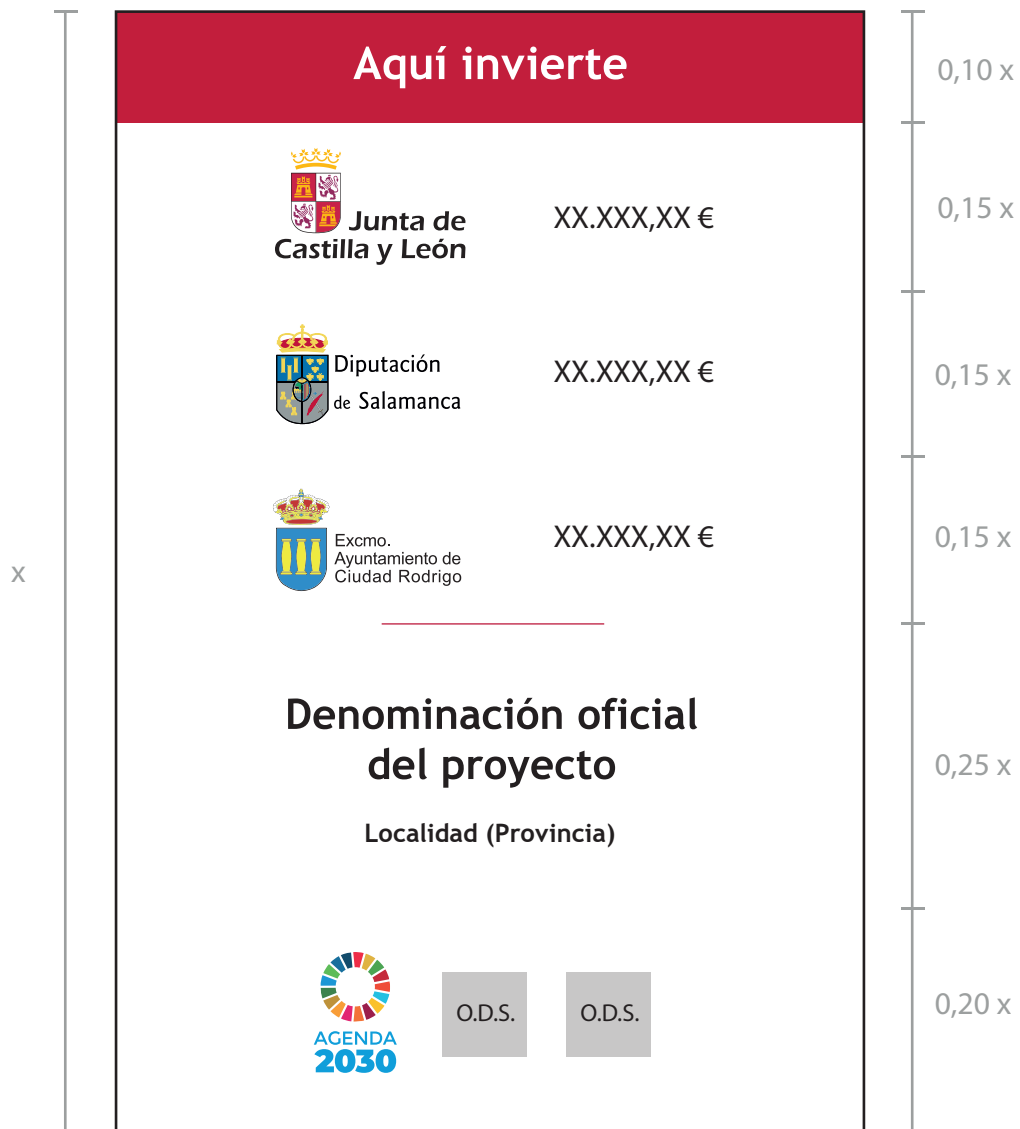 Aquí invierte
0,10 x
Junta de
Castilla y León
XX.XXX,XX €
0,15 x
Diputación
de Salamanca
XX.XXX,XX €
0,15 x
Excmo.
Ayuntamiento de
Ciudad Rodrigo
XX.XXX,XX €
0,15 x
x
Denominación oficial
del proyecto
0,25 x
Localidad (Provincia)
AGENDA
2030
O.D.S.
O.D.S.
0,20 x